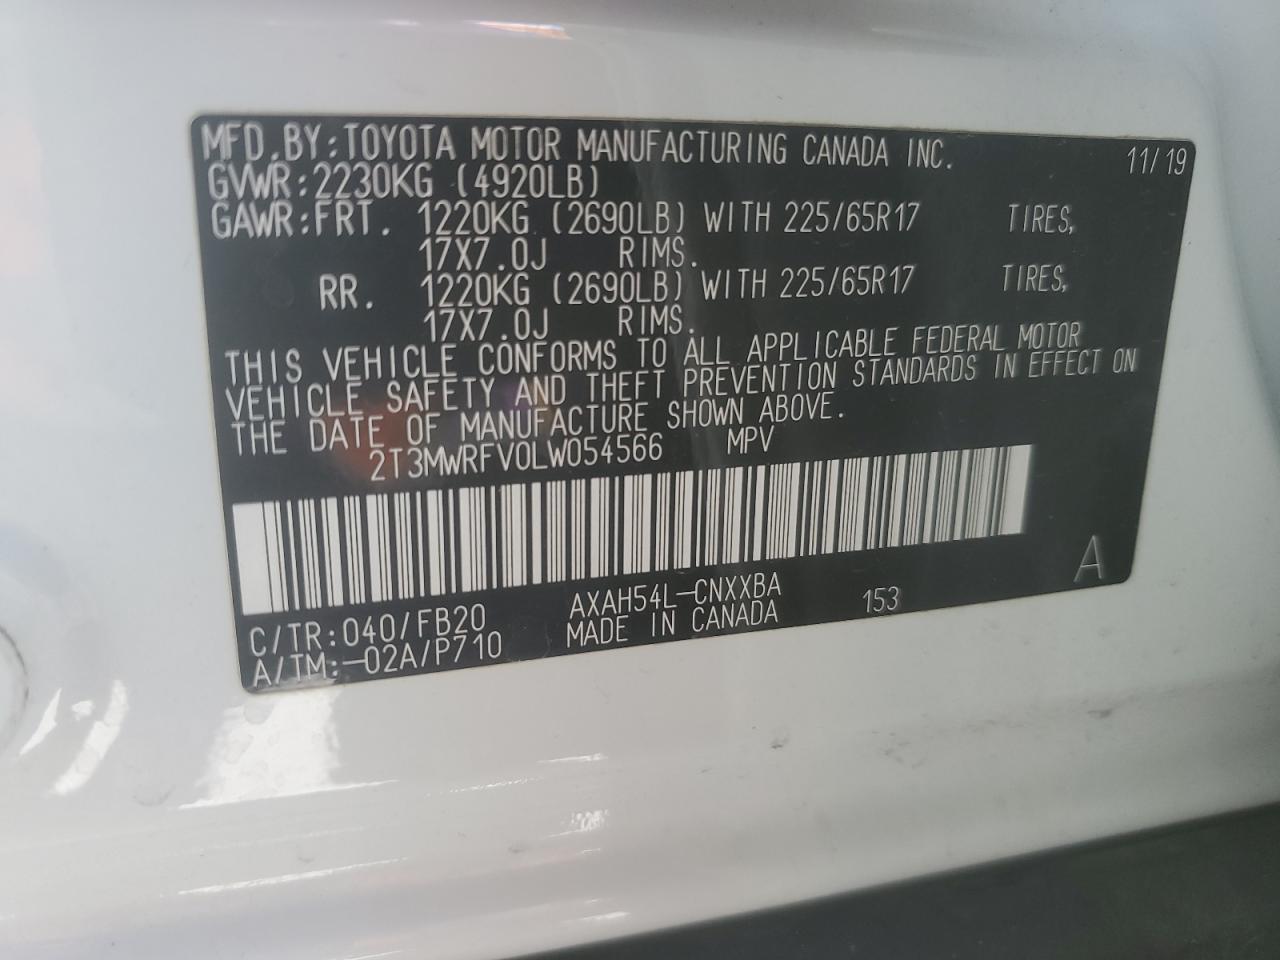 MFD.BY:TOYOTA MOTOR MANUFACTURING CANADA INC. 11/19
GVWR:2230KG (4920LB)
GAWR:FRT. 1220KG (2690LB) WITH 225/65R17 TIRES,
17X7.0J RIMS.
RR. 1220KG (2690LB) WITH 225/65R17 TIRES,
17X7.0J RIMS.
THIS VEHICLE CONFORMS TO ALL APPLICABLE FEDERAL MOTOR
VEHICLE SAFETY AND THEFT PREVENTION STANDARDS IN EFFECT ON
THE DATE OF MANUFACTURE SHOWN ABOVE.
2T3MWRFV0LW054566 MPV
C/TR:040/FB20 AXAH54L-CNXXBA 153 A
A/TM:-02A/P710 MADE IN CANADA